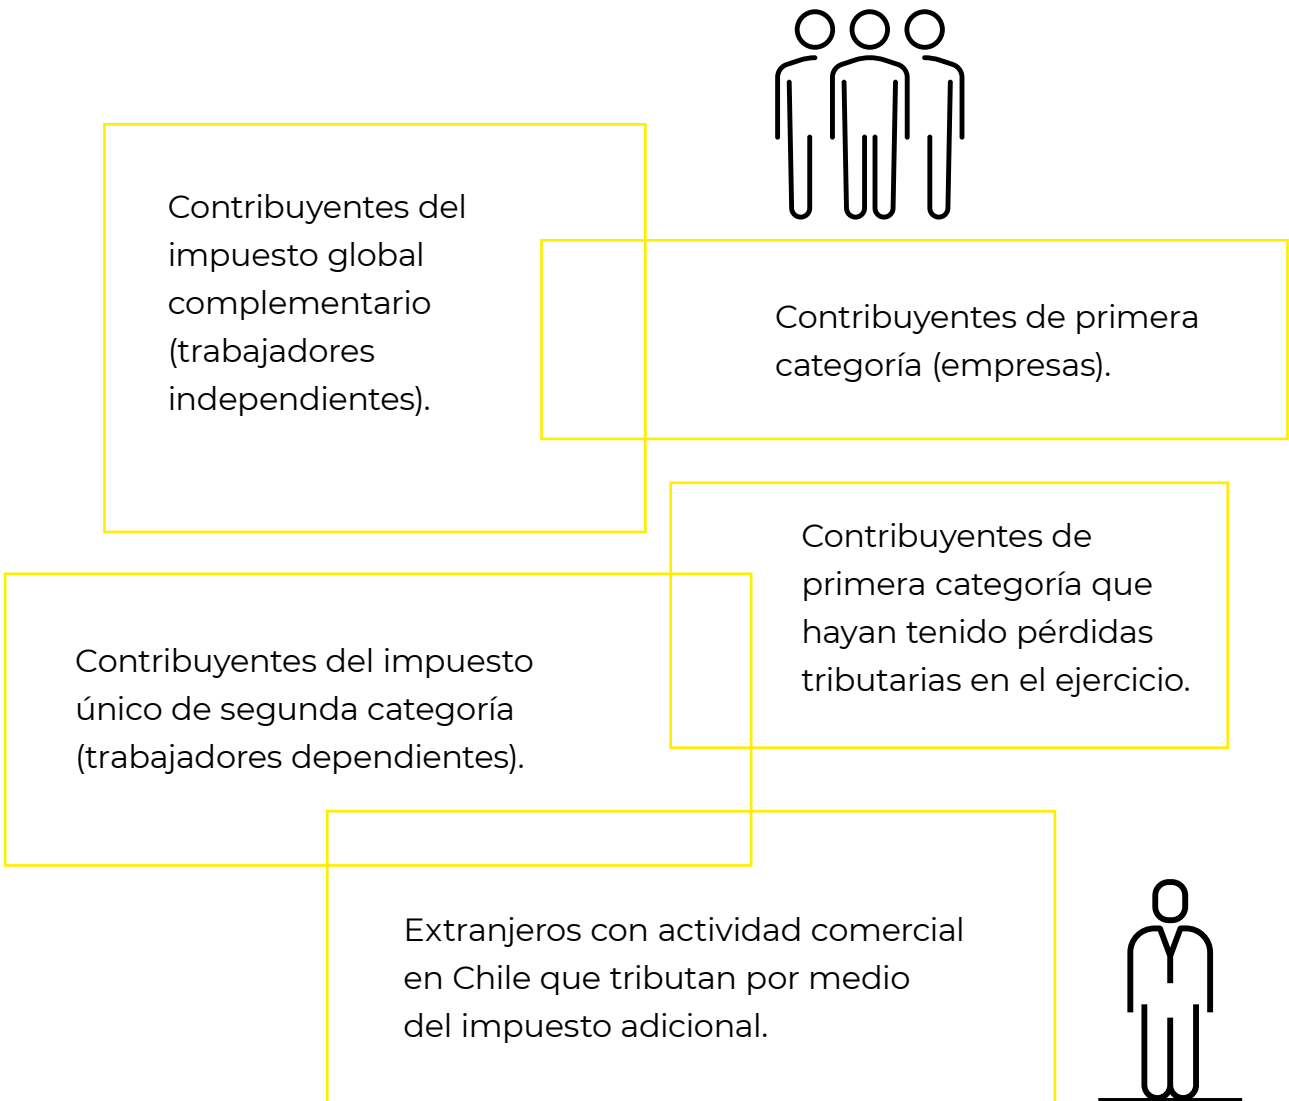 Contribuyentes del
impuesto global
complementario
(trabajadores
independientes).
Contribuyentes de primera
categoría (empresas).
Contribuyentes de
primera categoría que
hayan tenido pérdidas
tributarias en el ejercicio.
Contribuyentes del impuesto
único de segunda categoría
(trabajadores dependientes).
Extranjeros con actividad comercial
en Chile que tributan por medio
del impuesto adicional.